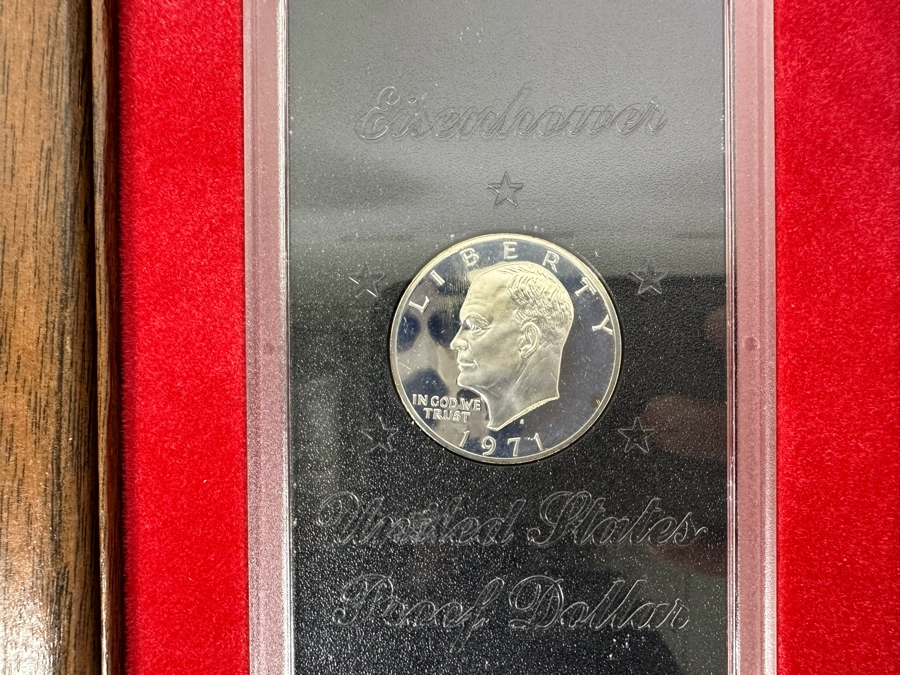 Eisenhower
LIBERTY
IN GOD WE
TRUST
S
1971
United States
Proof Dollar